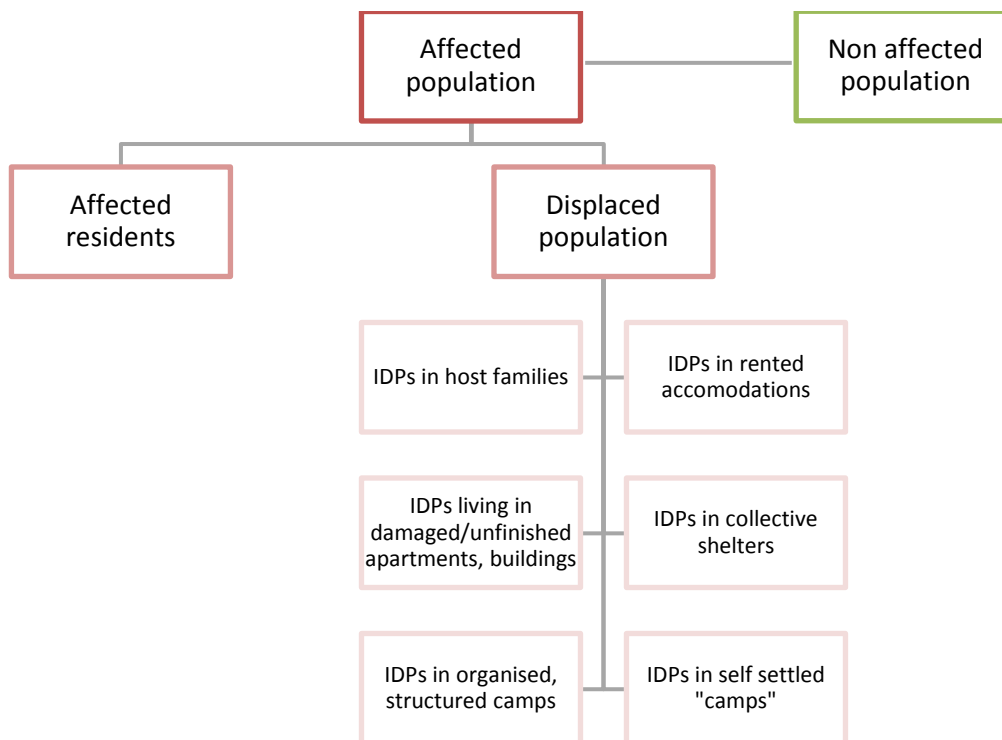 Affected
population
Non affected
population
Affected
residents
Displaced
population
IDPs in host families
IDPs in rented
accomodations
IDPs living in
damaged/unfinished
apartments, buildings
IDPs in collective
shelters
IDPs in organised,
structured camps
IDPs in self settled
"camps"